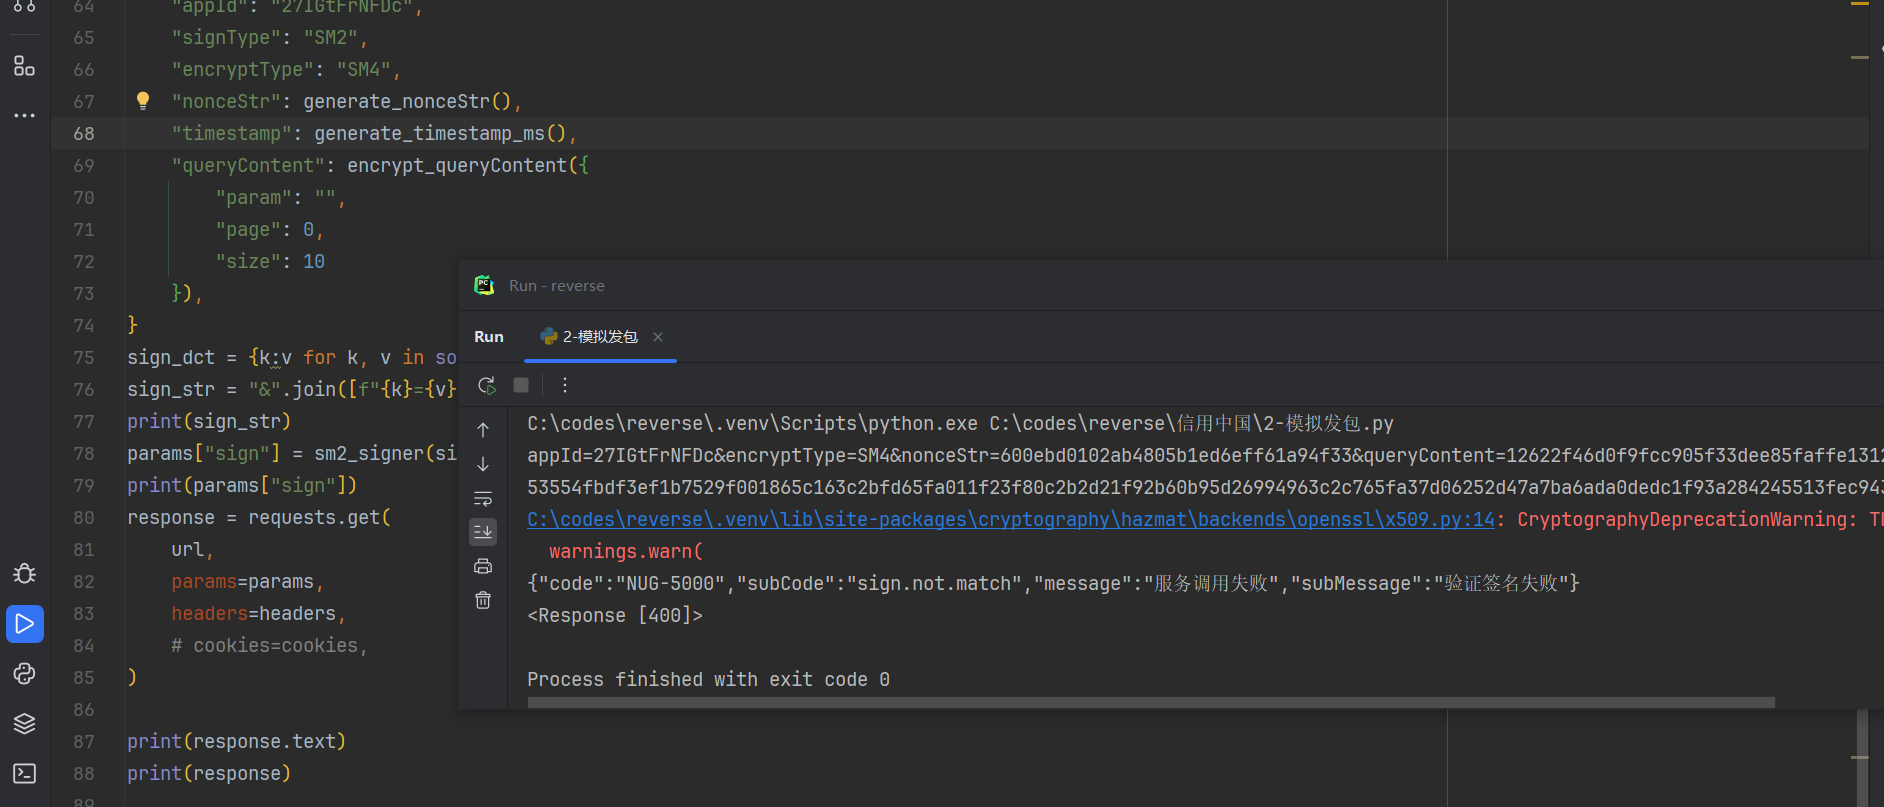 64 "appId": "27IGtFrNFDc",
65 "signType": "SM2",
66 "encryptType": "SM4",
67 "nonceStr": generate_nonceStr(),
68 "timestamp": generate_timestamp_ms(),
69 "queryContent": encrypt_queryContent({
70 "param": "",
71 "page": 0,
72 "size": 10
73 }),
74 }
75 sign_dct = {k:v for k, v in so
76 sign_str = "&".join([f"{k}={v}
77 print(sign_str)
78 params["sign"] = sm2_signer(si
79 print(params["sign"])
80 response = requests.get(
81 url,
82 params=params,
83 headers=headers,
84 # cookies=cookies,
85 )
86
87 print(response.text)
88 print(response)
89
Run - reverse
Run 2-模拟发包
C:\codes\reverse\.venv\Scripts\python.exe C:\codes\reverse\信用中国\2-模拟发包.py
appId=27IGtFrNFDc&encryptType=SM4&nonceStr=600ebd0102ab4805b1ed6eff61a94f33&queryContent=12622f46d0f9fcc905f33dee85faffe1312
53554fbdf3ef1b7529f001865c163c2bfd65fa011f23f80c2b2d21f92b60b95d26994963c2c765fa37d06252d47a7ba6ada0dedc1f93a284245513fec943
C:\codes\reverse\.venv\lib\site-packages\cryptography\hazmat\backends\openssl\x509.py:14: CryptographyDeprecationWarning: Th
warnings.warn(
{"code":"NUG-5000","subCode":"sign.not.match","message":"服务调用失败","subMessage":"验证签名失败"}
<Response [400]>
Process finished with exit code 0